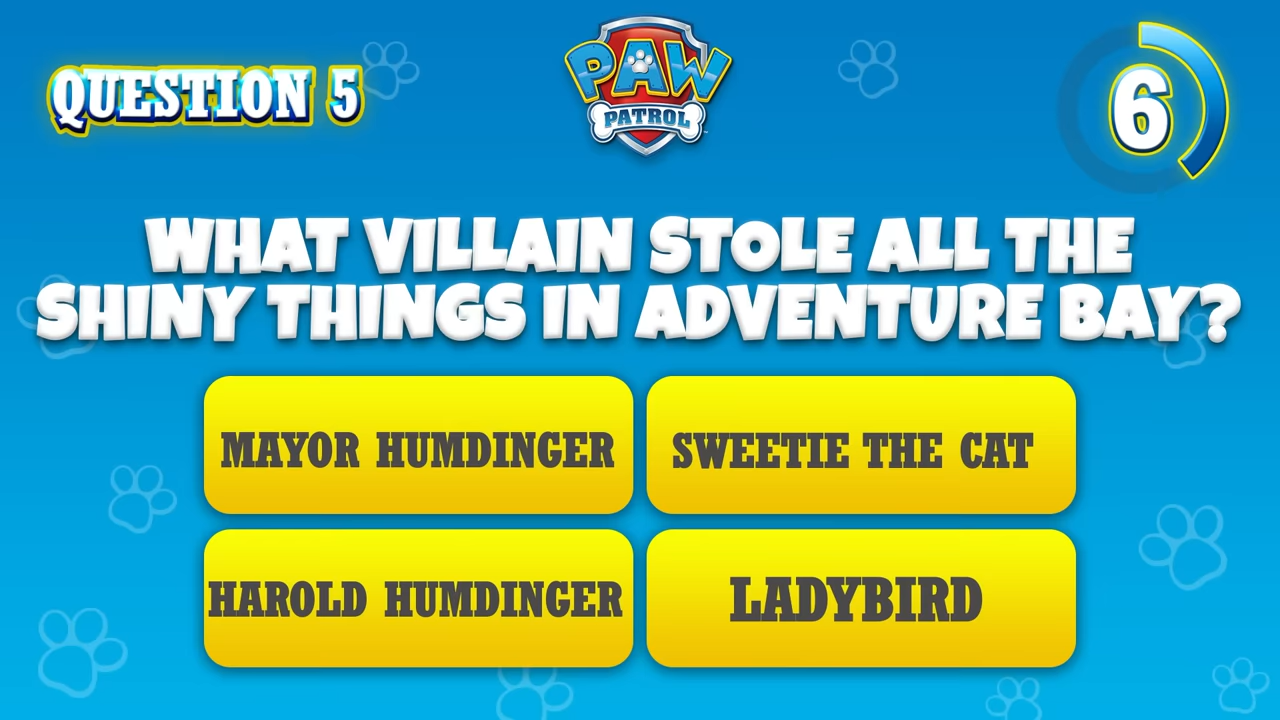 QUESTION 5
PAW
PATROL
6
WHAT VILLAIN STOLE ALL THE
SHINY THINGS IN ADVENTURE BAY?
MAYOR HUMDINGER
SWEETIE THE CAT
HAROLD HUMDINGER
LADYBIRD